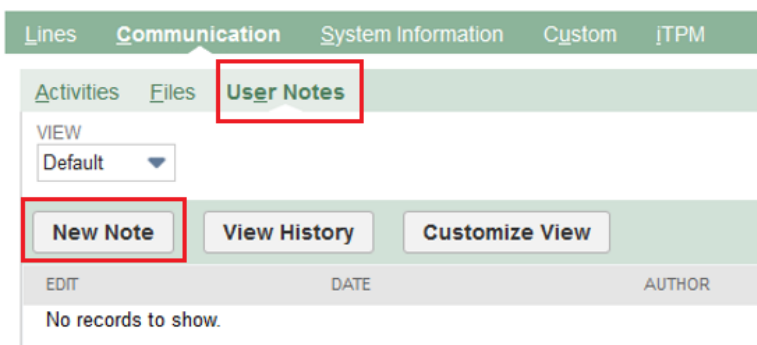 Lines Communication System Information Custom iTPM
Activities Files User Notes
VIEW
Default
New Note View History Customize View
EDIT DATE AUTHOR
No records to show.